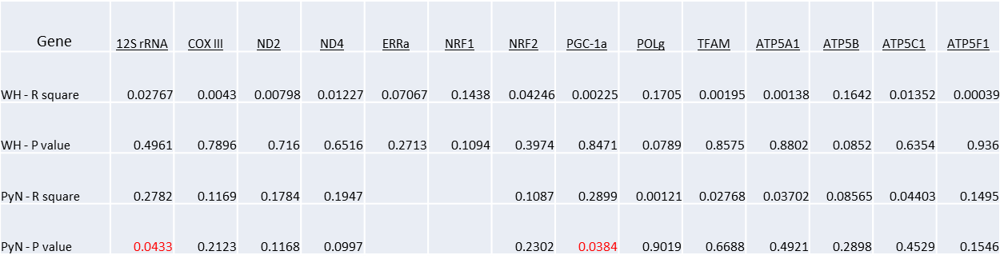 Gene 12S rRNA COX III ND2 ND4 ERRa NRF1 NRF2 PGC-1a POLg TFAM ATP5A1 ATP5B ATP5C1 ATP5F1
WH - R square 0.02767 0.0043 0.00798 0.01227 0.07067 0.1438 0.04246 0.00225 0.1705 0.00195 0.00138 0.1642 0.01352 0.00039
WH - P value 0.4961 0.7896 0.716 0.6516 0.2713 0.1094 0.3974 0.8471 0.0789 0.8575 0.8802 0.0852 0.6354 0.936
PyN - R square 0.2782 0.1169 0.1784 0.1947 0.1087 0.2899 0.00121 0.02768 0.03702 0.08565 0.04403 0.1495
PyN - P value 0.0433 0.2123 0.1168 0.0997 0.2302 0.0384 0.9019 0.6688 0.4921 0.2898 0.4529 0.1546